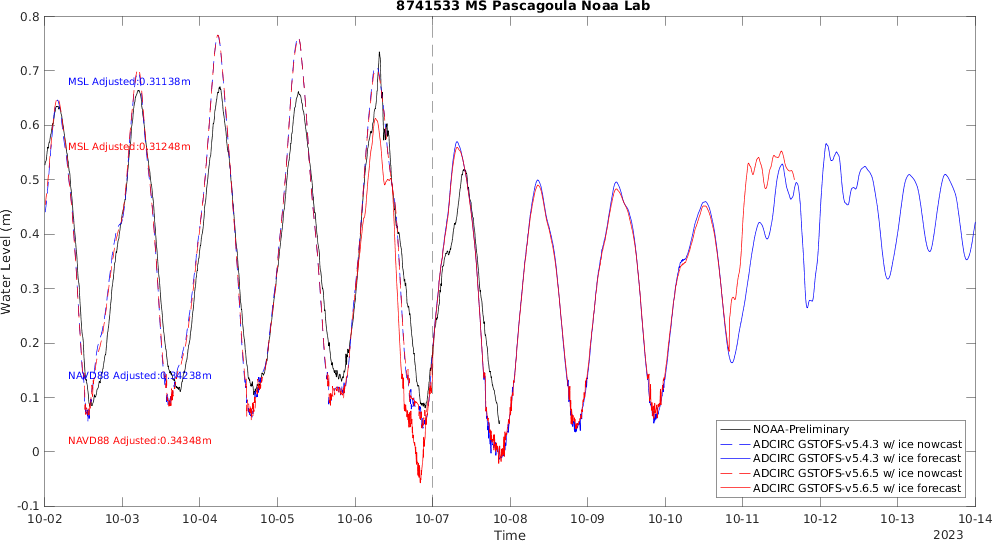 8741533 MS Pascagoula Noaa Lab
0.8
0.7
0.6
0.5
0.4
0.3
0.2
0.1
0
-0.1
Water Level (m)
MSL Adjusted:0.31138m
MSL Adjusted:0.31248m
NAVD88 Adjusted:0.34238m
NAVD88 Adjusted:0.34348m
NOAA-Preliminary
ADCIRC GSTOFS-v5.4.3 w/ ice nowcast
ADCIRC GSTOFS-v5.4.3 w/ ice forecast
ADCIRC GSTOFS-v5.6.5 w/ ice nowcast
ADCIRC GSTOFS-v5.6.5 w/ ice forecast
10-02 10-03 10-04 10-05 10-06 10-07 10-08 10-09 10-10 10-11 10-12 10-13 10-14
Time
2023